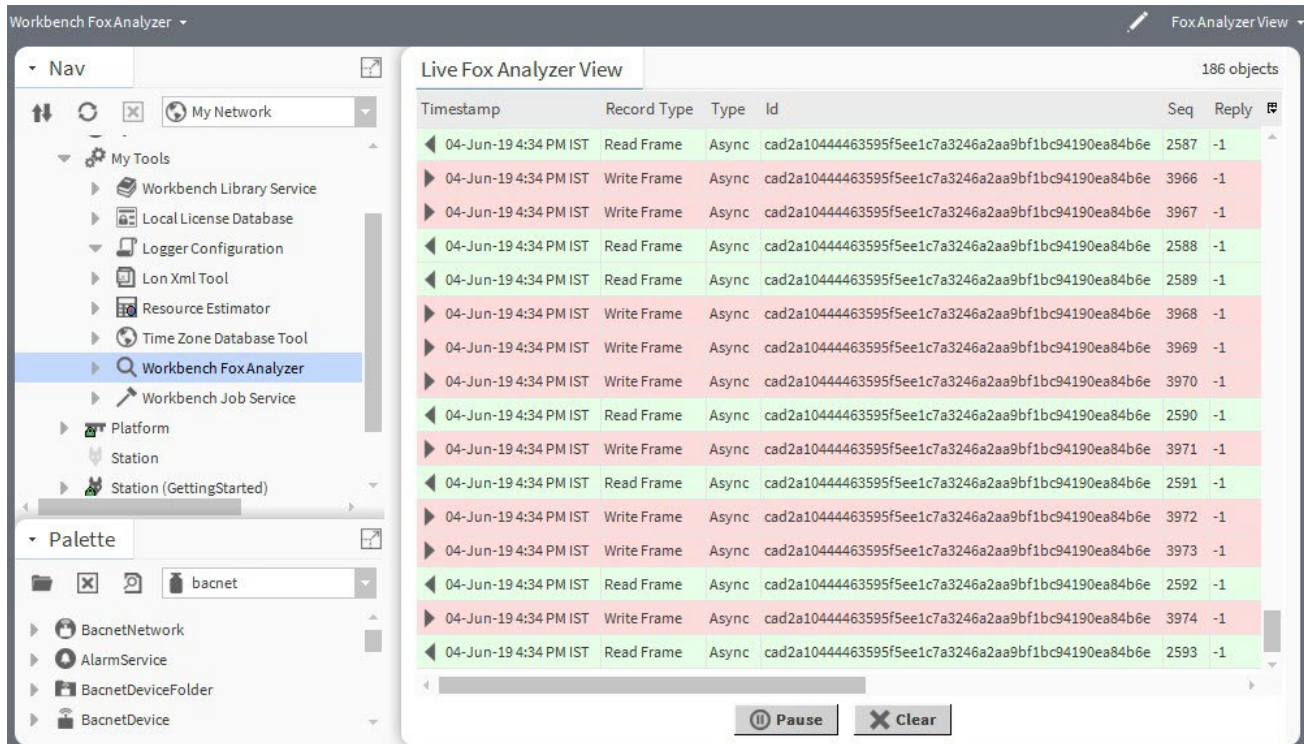 Workbench FoxAnalyzer FoxAnalyzer View
Nav
My Network
My Tools
Workbench Library Service
Local License Database
Logger Configuration
Lon Xml Tool
Resource Estimator
Time Zone Database Tool
Workbench FoxAnalyzer
Workbench Job Service
Platform
Station
Station (GettingStarted)
Palette
bacnet
BacnetNetwork
AlarmService
BacnetDeviceFolder
BacnetDevice
Live Fox Analyzer View 186 objects
Timestamp Record Type Type Id Seq Reply
04-Jun-19 4:34 PM IST Read Frame Async cad2a10444463595f5ee1c7a3246a2aa9bf1bc94190ea84b6e 2587 -1
04-Jun-19 4:34 PM IST Write Frame Async cad2a10444463595f5ee1c7a3246a2aa9bf1bc94190ea84b6e 3966 -1
04-Jun-19 4:34 PM IST Write Frame Async cad2a10444463595f5ee1c7a3246a2aa9bf1bc94190ea84b6e 3967 -1
04-Jun-19 4:34 PM IST Read Frame Async cad2a10444463595f5ee1c7a3246a2aa9bf1bc94190ea84b6e 2588 -1
04-Jun-19 4:34 PM IST Read Frame Async cad2a10444463595f5ee1c7a3246a2aa9bf1bc94190ea84b6e 2589 -1
04-Jun-19 4:34 PM IST Write Frame Async cad2a10444463595f5ee1c7a3246a2aa9bf1bc94190ea84b6e 3968 -1
04-Jun-19 4:34 PM IST Write Frame Async cad2a10444463595f5ee1c7a3246a2aa9bf1bc94190ea84b6e 3969 -1
04-Jun-19 4:34 PM IST Write Frame Async cad2a10444463595f5ee1c7a3246a2aa9bf1bc94190ea84b6e 3970 -1
04-Jun-19 4:34 PM IST Read Frame Async cad2a10444463595f5ee1c7a3246a2aa9bf1bc94190ea84b6e 2590 -1
04-Jun-19 4:34 PM IST Write Frame Async cad2a10444463595f5ee1c7a3246a2aa9bf1bc94190ea84b6e 3971 -1
04-Jun-19 4:34 PM IST Read Frame Async cad2a10444463595f5ee1c7a3246a2aa9bf1bc94190ea84b6e 2591 -1
04-Jun-19 4:34 PM IST Write Frame Async cad2a10444463595f5ee1c7a3246a2aa9bf1bc94190ea84b6e 3972 -1
04-Jun-19 4:34 PM IST Write Frame Async cad2a10444463595f5ee1c7a3246a2aa9bf1bc94190ea84b6e 3973 -1
04-Jun-19 4:34 PM IST Read Frame Async cad2a10444463595f5ee1c7a3246a2aa9bf1bc94190ea84b6e 2592 -1
04-Jun-19 4:34 PM IST Write Frame Async cad2a10444463595f5ee1c7a3246a2aa9bf1bc94190ea84b6e 3974 -1
04-Jun-19 4:34 PM IST Read Frame Async cad2a10444463595f5ee1c7a3246a2aa9bf1bc94190ea84b6e 2593 -1
Pause Clear